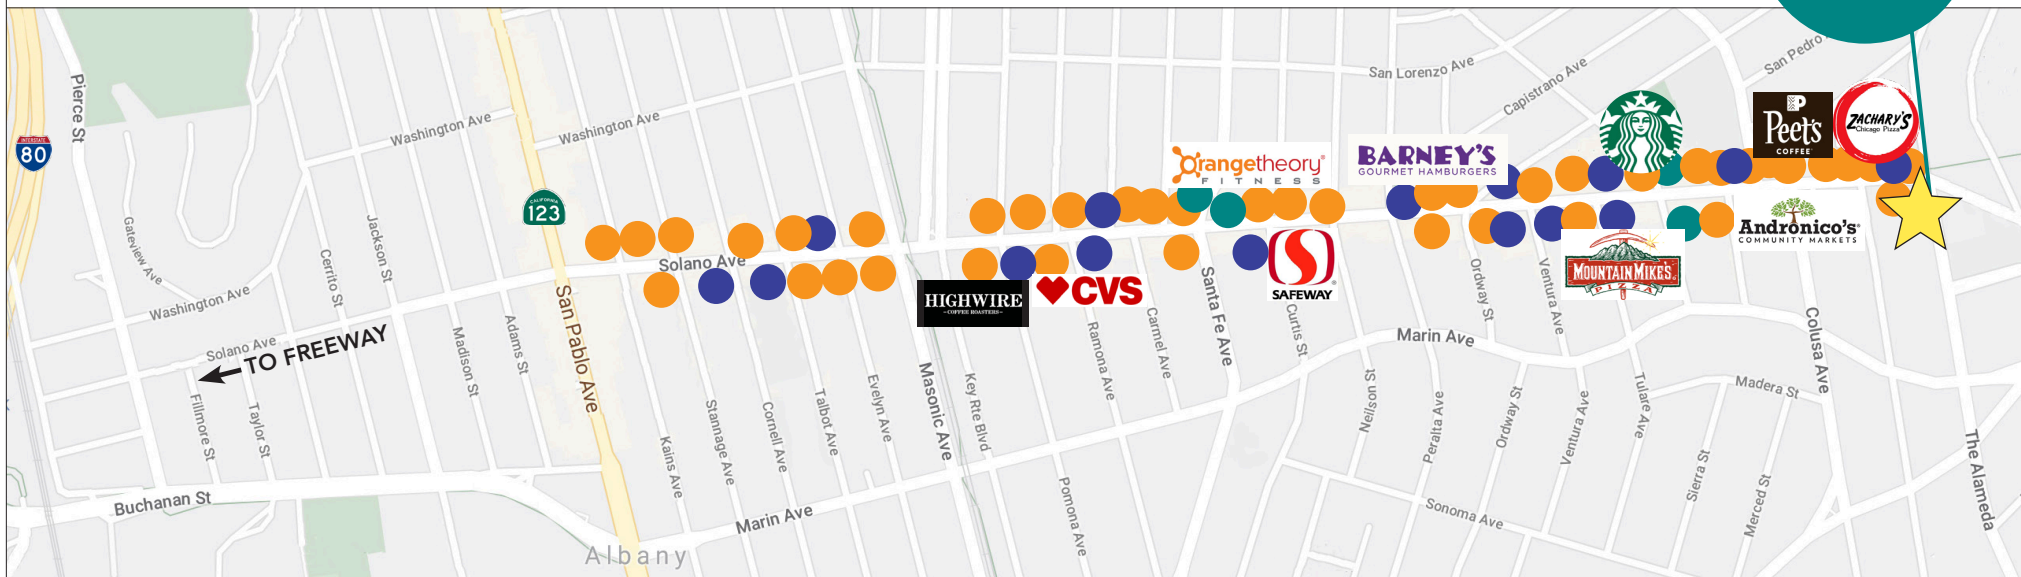 San Pedro
San Lorenzo Ave
Capistrano Ave
Pierce St
INTERSTATE
80
Washington Ave
Washington Ave
CALIFORNIA
123
Peet's
COFFEE
ZACHARY'S
Chicago Pizza
Orangetheory®
FITNESS
BARNEY'S
GOURMET HAMBURGERS
Gateview Ave
Jackson St
Cerrito St
Washington Ave
Solano Ave
Andronico's®
COMMUNITY MARKETS
MOUNTAIN MIKE'S
PIZZA
HIGHWIRE
-COFFEE ROASTERS-
CVS
SAFEWAY
Santa Fe Ave
Ordway St
Ventura Ave
Curtis St
Carmel Ave
Ramona Ave
San Pablo Ave
Adams St
Madison St
Solano Ave
TO FREEWAY
Marin Ave
Colusa Ave
Masonic Ave
Key Rte Blvd
Evelyn Ave
Talbot Ave
Cornell Ave
Stannage Ave
Kains Ave
Fillmore St
Taylor St
Neilson St
Peralta Ave
Ordway St
Ventura Ave
Tulare Ave
Madera St
Sierra St
Merced St
The Alameda
Sonoma Ave
Pomona Ave
Buchanan St
Marin Ave
Albany